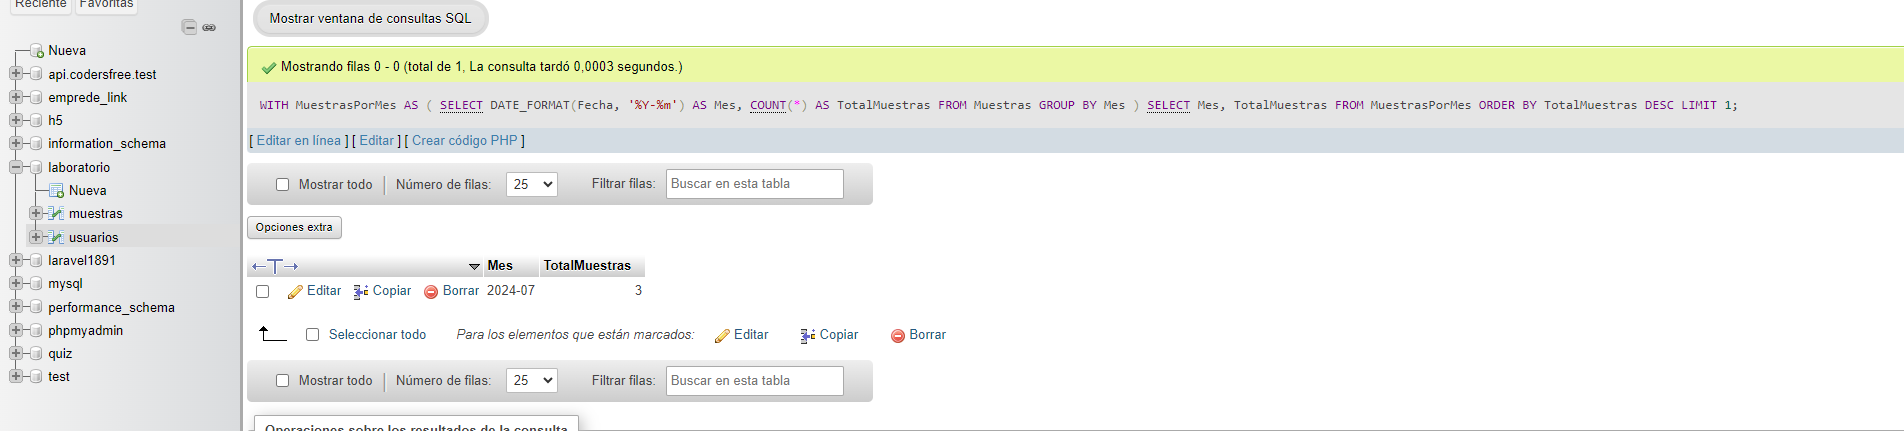 Reciente Favoritas
Nueva
api.codersfree.test
emprede_link
h5
information_schema
laboratorio
Nueva
muestras
usuarios
laravel1891
mysql
performance_schema
phpmyadmin
quiz
test
Mostrar ventana de consultas SQL
Mostrando filas 0 - 0 (total de 1, La consulta tardó 0,0003 segundos.)
WITH MuestrasPorMes AS ( SELECT DATE_FORMAT(Fecha, '%Y-%m') AS Mes, COUNT(*) AS TotalMuestras FROM Muestras GROUP BY Mes ) SELECT Mes, TotalMuestras FROM MuestrasPorMes ORDER BY TotalMuestras DESC LIMIT 1;
[ Editar en línea ] [ Editar ] [ Crear código PHP ]
Mostrar todo Número de filas: 25 Filtrar filas: Buscar en esta tabla
Opciones extra
Mes TotalMuestras
Editar Copiar Borrar 2024-07 3
Seleccionar todo Para los elementos que están marcados: Editar Copiar Borrar
Mostrar todo Número de filas: 25 Filtrar filas: Buscar en esta tabla
Operaciones sobre los resultados de la consulta